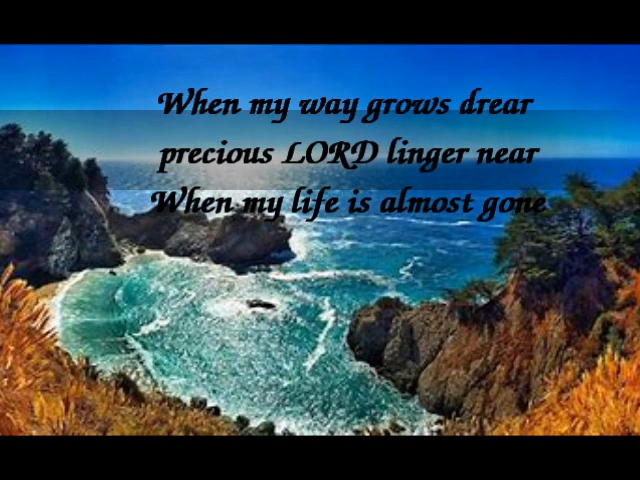 When my way grows drear
precious LORD linger near
When my life is almost gone